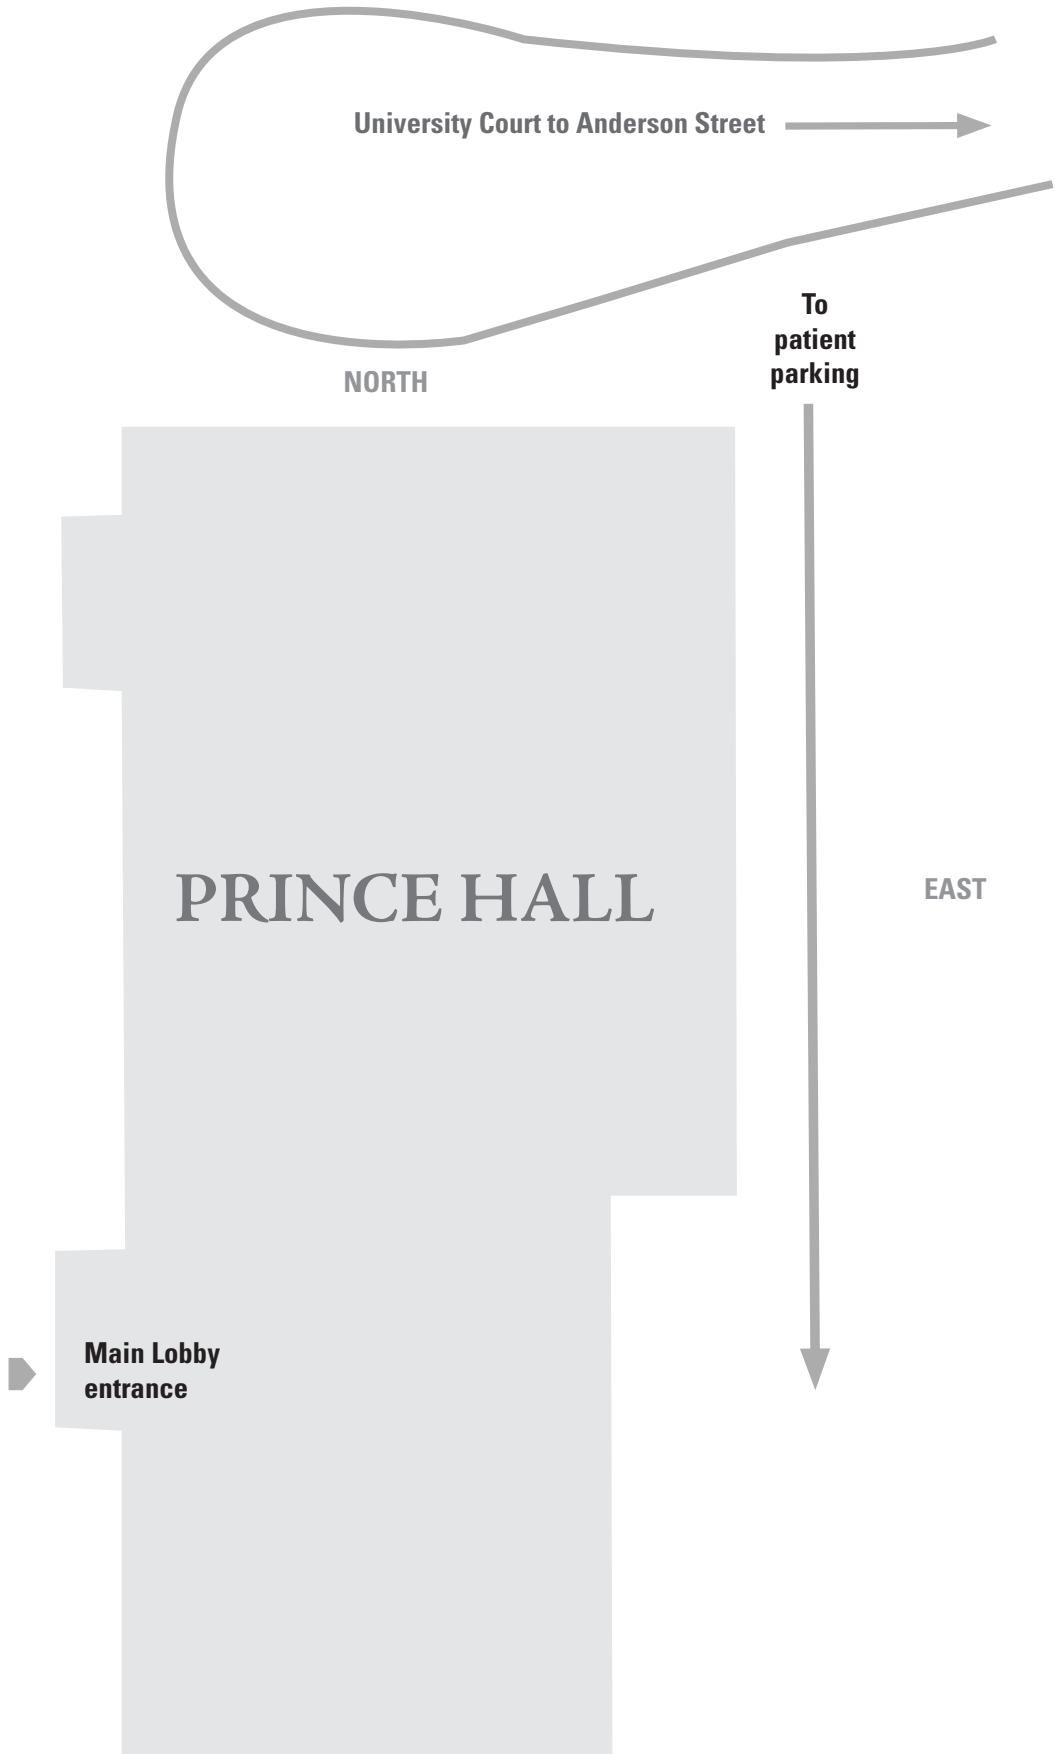 University Court to Anderson Street
To
patient
parking
NORTH
PRINCE HALL
EAST
Main Lobby
entrance